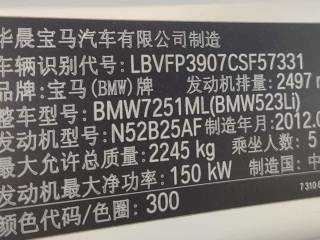 华晨宝马汽车有限公司制造
车辆识别代号: LBVFP3907CSF57331
品牌: 宝马(BMW)牌 发动机排量: 2497 m
整车型号: BMW7251ML(BMW523Li)
发动机型号: N52B25AF 制造年月: 2012.0
最大允许总质量: 2245 kg 乘坐人数: 5
发动机最大净功率: 150 kW 制造国: 中
颜色代码/色圈: 300 7 310 6